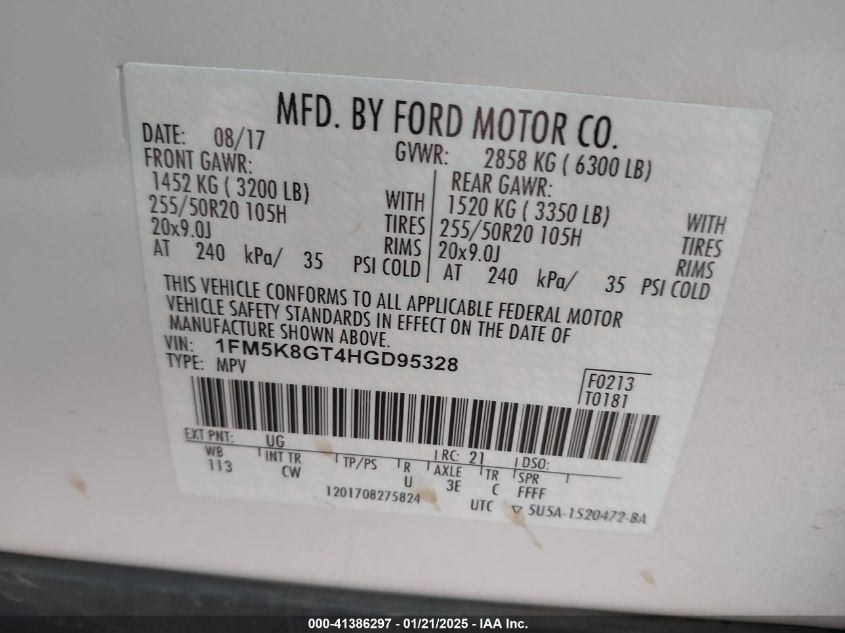 MFD. BY FORD MOTOR CO.
DATE: 08/17 GVWR: 2858 KG ( 6300 LB)
FRONT GAWR: REAR GAWR:
1452 KG ( 3200 LB) WITH 1520 KG ( 3350 LB) WITH
255/50R20 105H TIRES 255/50R20 105H TIRES
20x9.0J RIMS 20x9.0J RIMS
AT 240 kPa/ 35 PSI COLD AT 240 kPa/ 35 PSI COLD
THIS VEHICLE CONFORMS TO ALL APPLICABLE FEDERAL MOTOR
VEHICLE SAFETY STANDARDS IN EFFECT ON THE DATE OF
MANUFACTURE SHOWN ABOVE.
VIN: 1FM5K8GT4HGD95328
TYPE: MPV
F0213
T0181
EXT PNT: UG RC: 21 DSO:
WB INT TR TP/PS R AXLE TR SPR
113 CW U 3E C FFFF
1201708275824 UTC ▽ 5U5A-1520472-BA
000-41386297 - 01/21/2025 - IAA Inc.